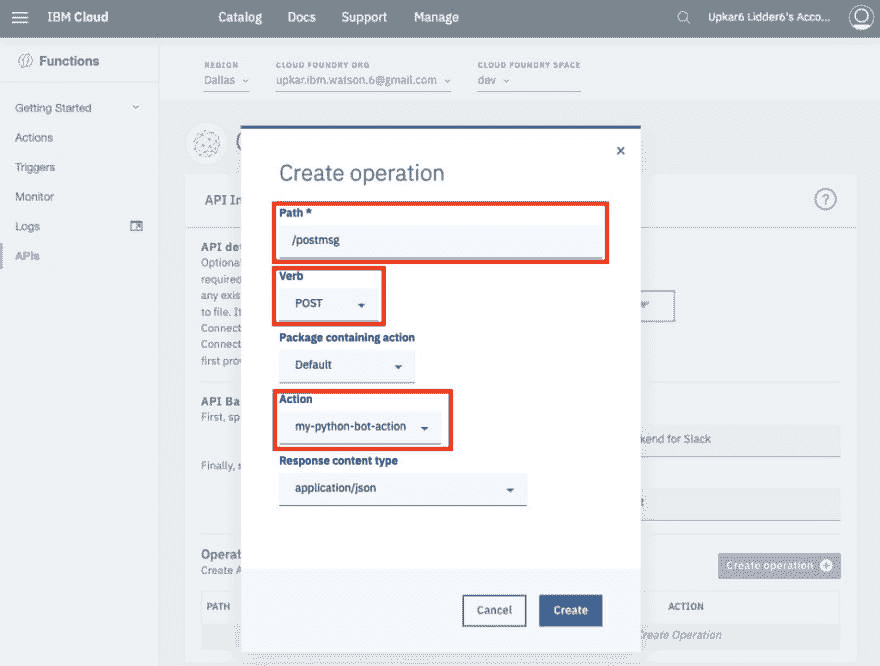 IBM Cloud
Catalog
Docs
Support
Manage
Upkar6 Lidder6's Acco...
Functions
Getting Started
Actions
Triggers
Monitor
Logs
APIs
REGION
Dallas
CLOUD FOUNDRY ORG
upkar.ibm.watson.6@gmail.com
CLOUD FOUNDRY SPACE
dev
API In
?
API de
Optiona
required
any exis
to file. It
Connect
Connect
first prov
API Ba
First, sp
Finally, s
Operat
Create A
PATH
Create operation
Path *
/postmsg
Verb
POST
Package containing action
Default
Action
my-python-bot-action
Response content type
application/json
Cancel
Create
kend for Slack
Create operation
ACTION
Create Operation